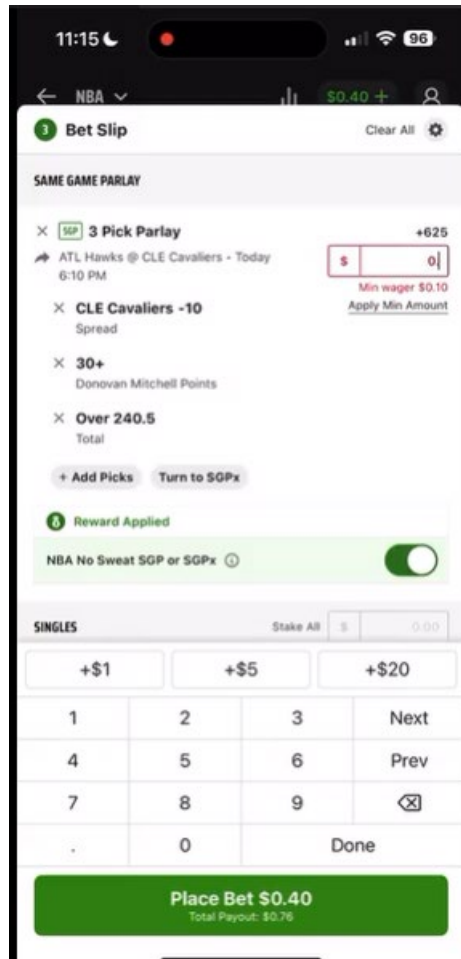 11:15
96
NBA
$0.40 +
3 Bet Slip
Clear All
SAME GAME PARLAY
SGP 3 Pick Parlay
+625
ATL Hawks @ CLE Cavaliers - Today
6:10 PM
$ 0
Min wager $0.10
Apply Min Amount
CLE Cavaliers -10
Spread
30+
Donovan Mitchell Points
Over 240.5
Total
+ Add Picks
Turn to SGPx
Reward Applied
NBA No Sweat SGP or SGPx
SINGLES
Stake All
$ 0.00
+$1
+$5
+$20
1 2 3 Next
4 5 6 Prev
7 8 9
. 0 Done
Place Bet $0.40
Total Payout: $0.76